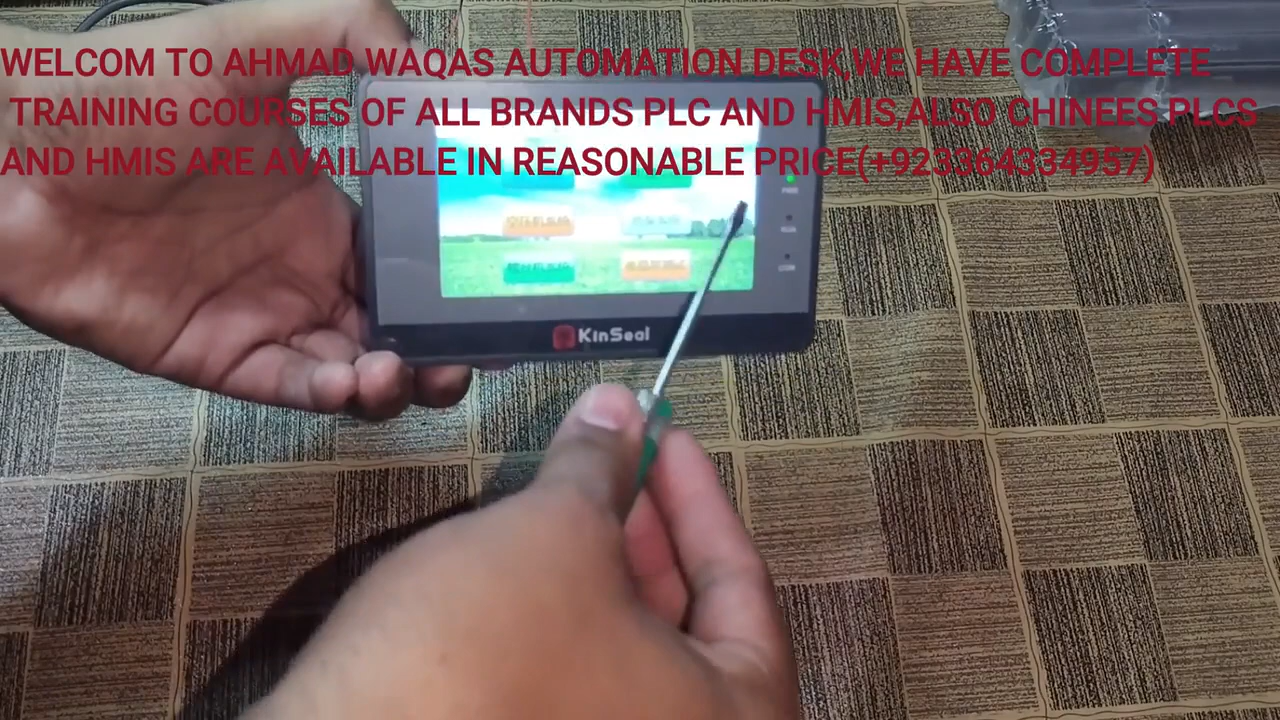 WELCOM TO AHMAD WAQAS AUTOMATION DESK,WE HAVE COMPLETE
TRAINING COURSES OF ALL BRANDS PLC AND HMIS,ALSO CHINEES PLCS
AND HMIS ARE AVAILABLE IN REASONABLE PRICE(+923364334957)
KinSeal